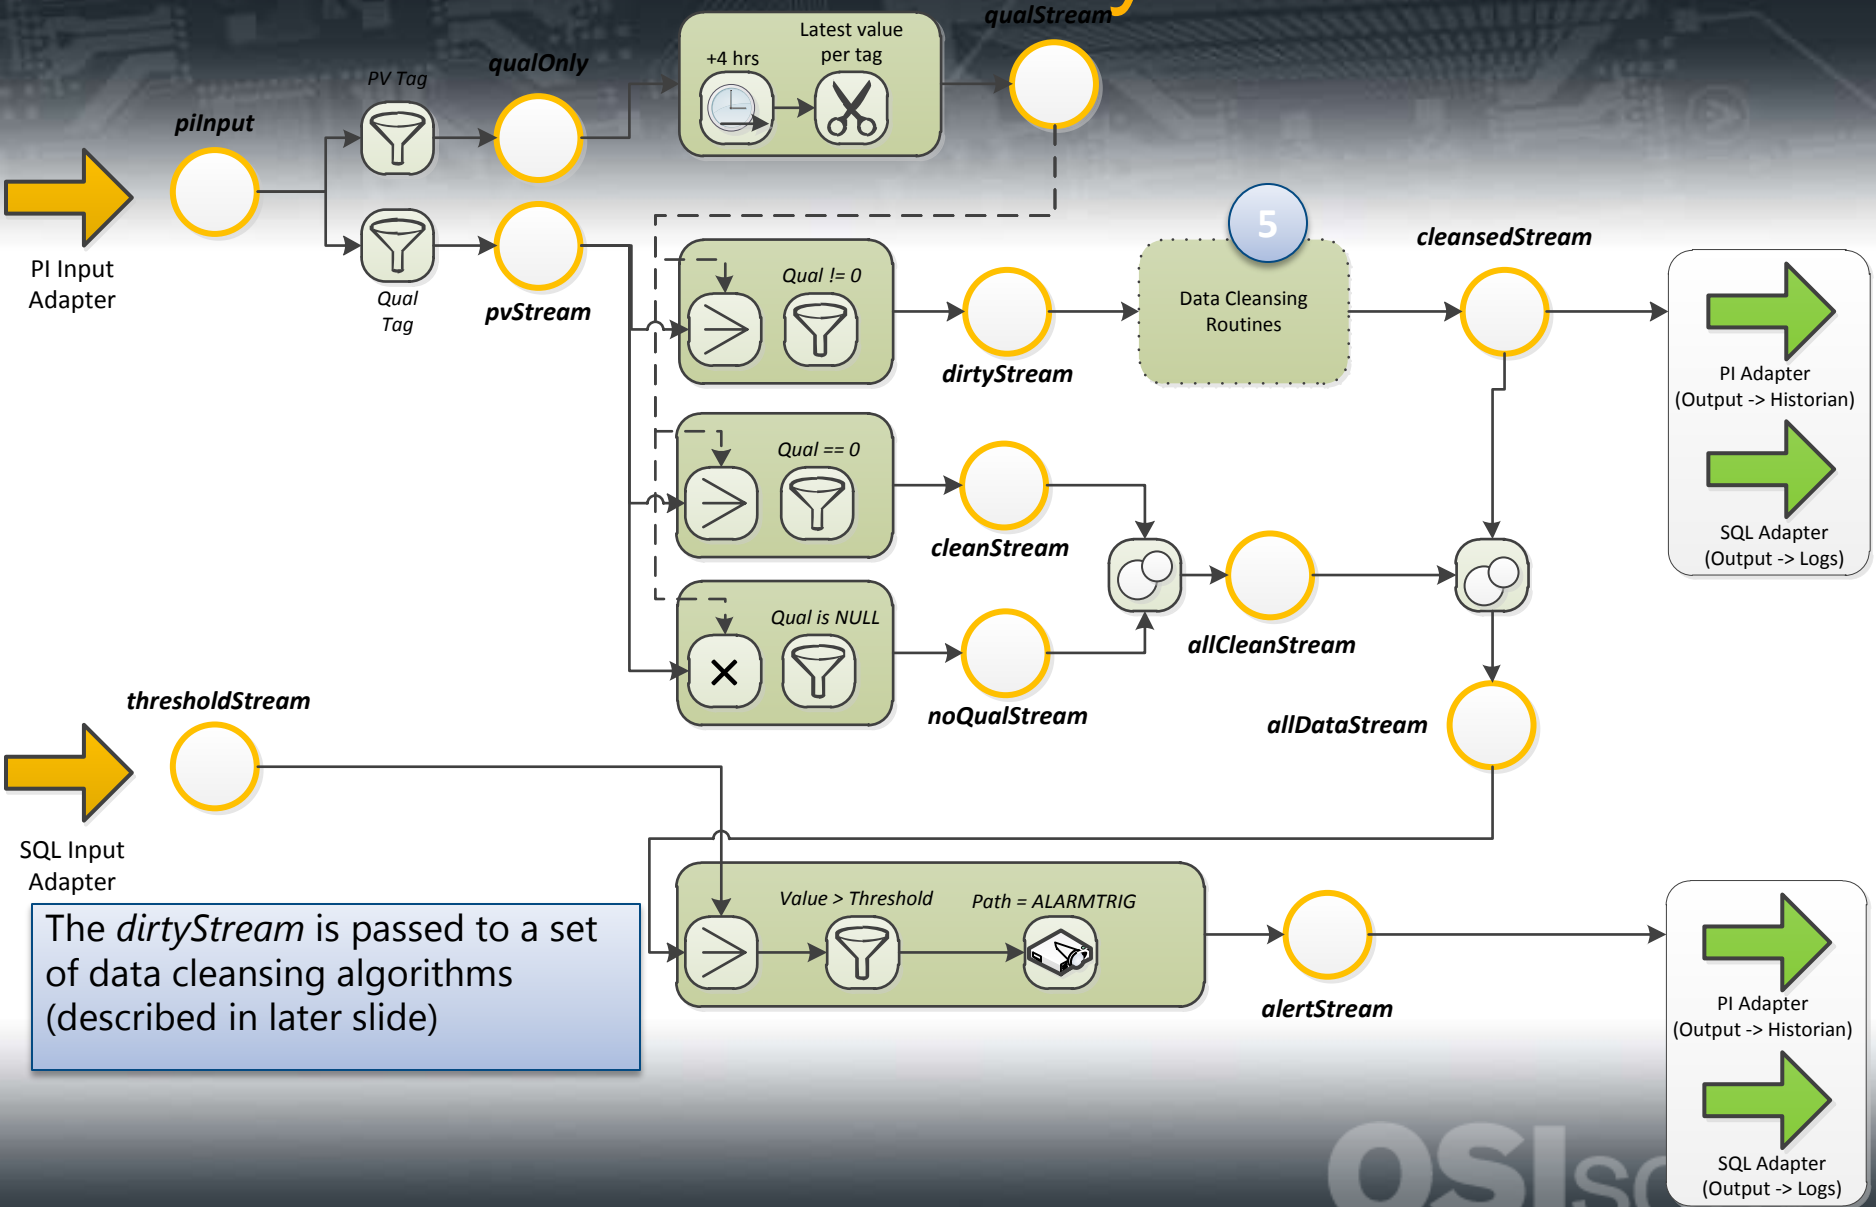 qualStream
Latest value
per tag
+4 hrs
PV Tag
qualOnly
piInput
PI Input
Adapter
Qual
Tag
pvStream
Qual != 0
dirtyStream
5
Data Cleansing
Routines
cleansedStream
PI Adapter
(Output -> Historian)
SQL Adapter
(Output -> Logs)
Qual == 0
cleanStream
Qual is NULL
noQualStream
allCleanStream
allDataStream
thresholdStream
SQL Input
Adapter
Value > Threshold
Path = ALARMTRIG
alertStream
The dirtyStream is passed to a set
of data cleansing algorithms
(described in later slide)
PI Adapter
(Output -> Historian)
SQL Adapter
(Output -> Logs)